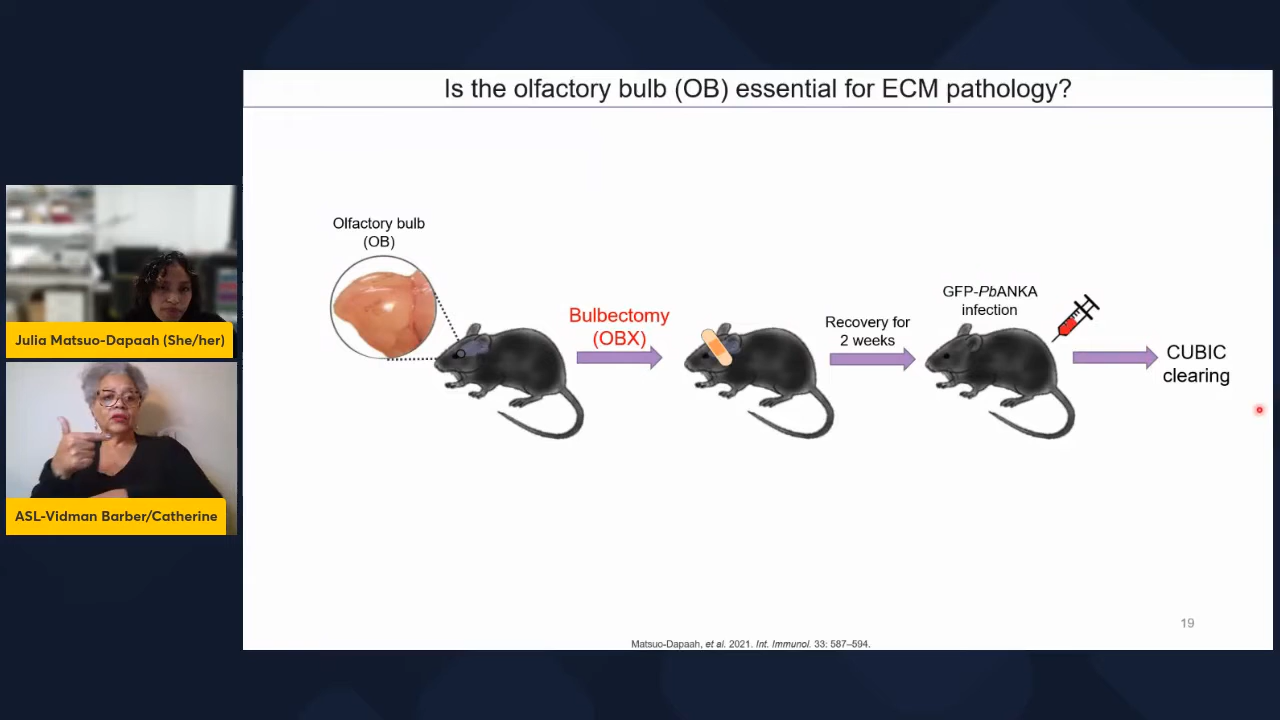 Is the olfactory bulb (OB) essential for ECM pathology?
Olfactory bulb
(OB)
Bulbectomy
(OBX)
Recovery for
2 weeks
GFP-PbANKA
infection
CUBIC
clearing
19
Matsuo-Dapaah, et al. 2021. Int. Immunol. 33: 587–594.
Julia Matsuo-Dapaah (She/her)
ASL-Vidman Barber/Catherine